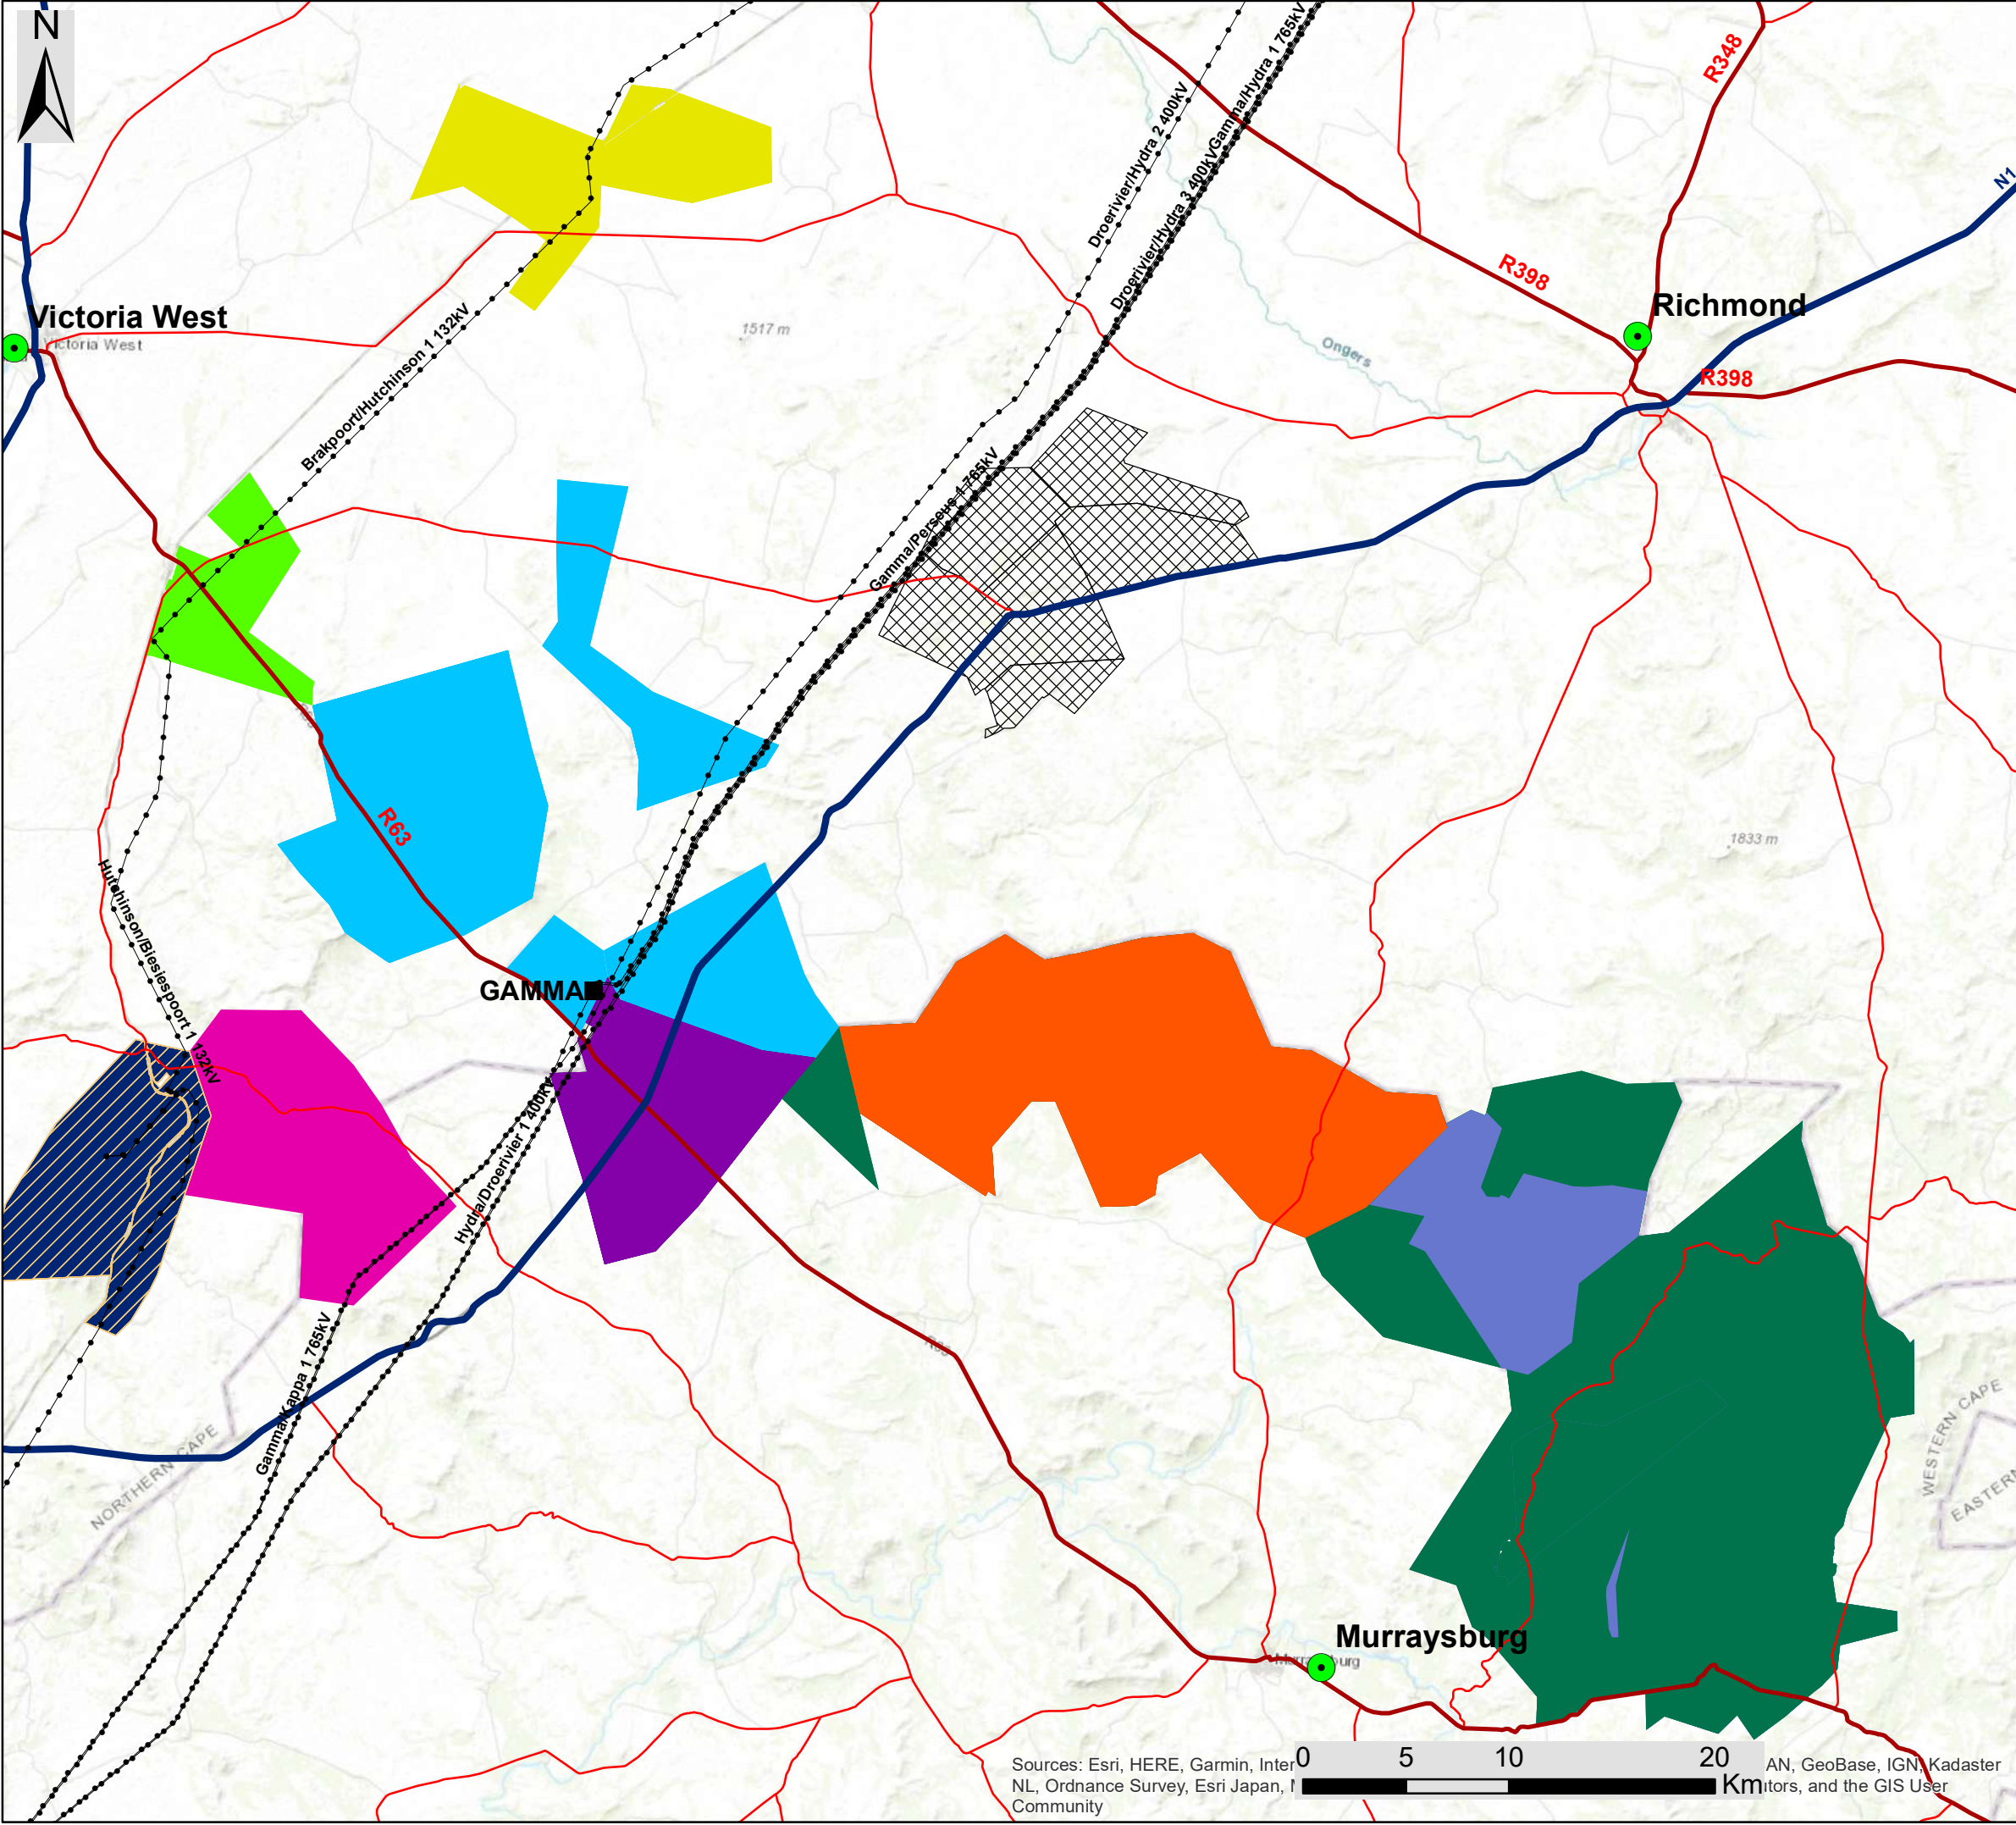 N
R348
N1
Gamma/Hydra 1 765kV
Droerivier/Hydra 2 400kV
Droerivier/Hydra 3 400kV
R398
Richmond
Victoria West
Victoria West
1517 m
Ongers
R398
Brakpoort/Hutchinson 1 132kV
Gamma/Perseus 1 765kV
R63
1833 m
Hutchinson/Biesiespoort 1 132kV
GAMMA
Hydra/Droerivier 1 400kV
Gamma/Kappa 1 765kV
NORTHERN CAPE
WESTERN CAPE
EASTERN
Murraysburg
0 5 10 20
Km
Sources: Esri, HERE, Garmin, Inter AN, GeoBase, IGN, Kadaster
NL, Ordnance Survey, Esri Japan, and the GIS User
Community